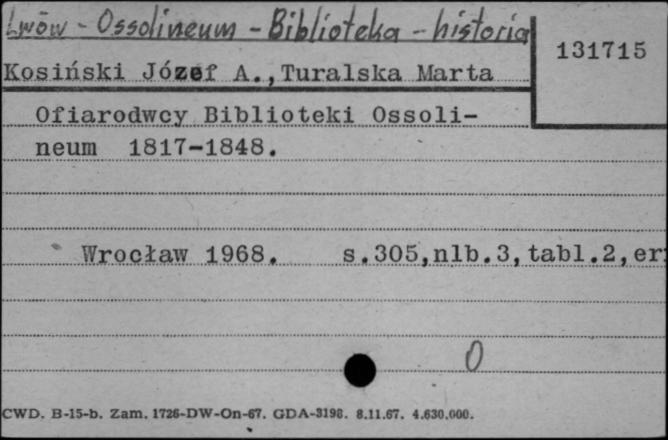 Lwów - Ossolineum - Biblioteka - historia
131715
Kosiński Józef A.,Turalska Marta
Ofiarodwcy Biblioteki Ossoli-
neum 1817-1848.
Wrocław 1968. s.305,nlb.3,tabl.2,er
0
CWD. B-15-b. Zam. 1726-DW-On-67. GDA-3198. 8.11.67. 4.630.000.